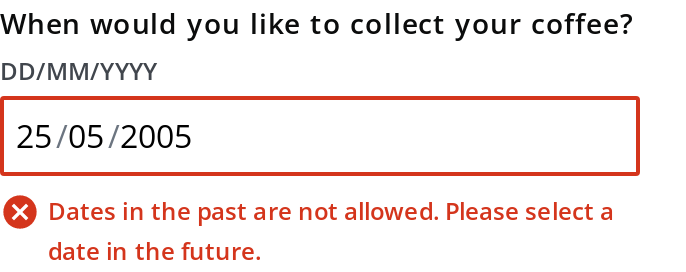 When would you like to collect your coffee?
DD/MM/YYYY
25/05/2005
Dates in the past are not allowed. Please select a
date in the future.